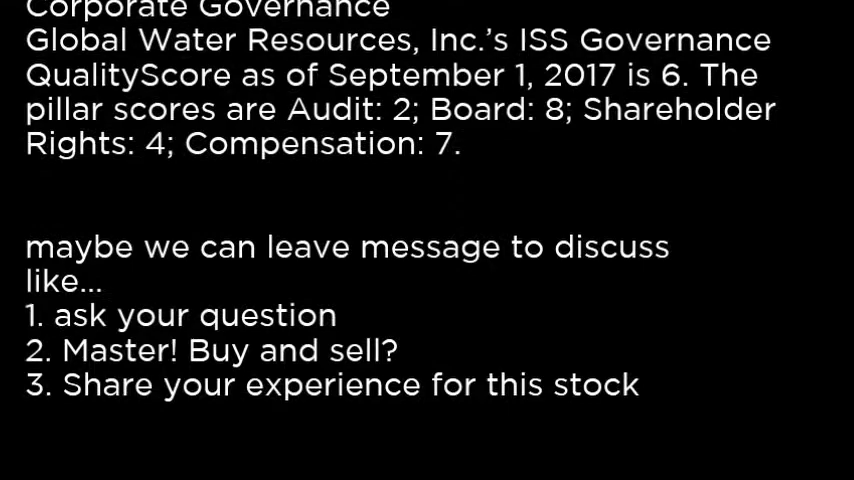 Corporate Governance
Global Water Resources, Inc.’s ISS Governance
QualityScore as of September 1, 2017 is 6. The
pillar scores are Audit: 2; Board: 8; Shareholder
Rights: 4; Compensation: 7.
maybe we can leave message to discuss
like...
1. ask your question
2. Master! Buy and sell?
3. Share your experience for this stock